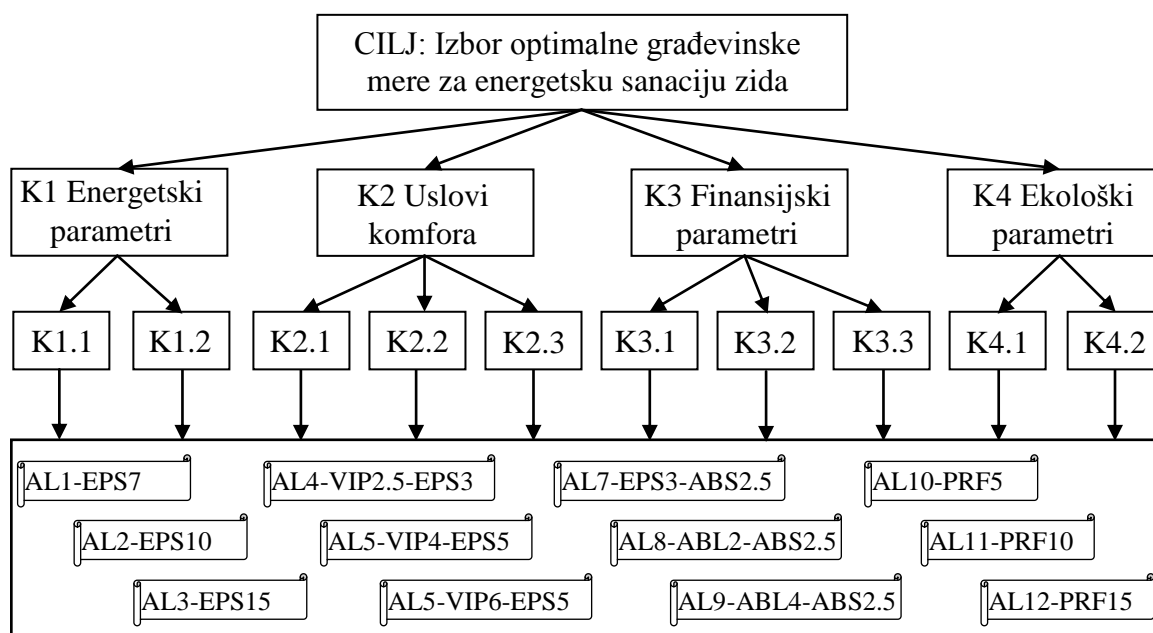 CILJ: Izbor optimalne građevinske
mere za energetsku sanaciju zida
K1 Energetski
parametri
K2 Uslovi
komfora
K3 Finansijski
parametri
K4 Ekološki
parametri
K1.1
K1.2
K2.1
K2.2
K2.3
K3.1
K3.2
K3.3
K4.1
K4.2
AL1-EPS7
AL4-VIP2.5-EPS3
AL7-EPS3-ABS2.5
AL10-PRF5
AL2-EPS10
AL5-VIP4-EPS5
AL8-ABL2-ABS2.5
AL11-PRF10
AL3-EPS15
AL5-VIP6-EPS5
AL9-ABL4-ABS2.5
AL12-PRF15